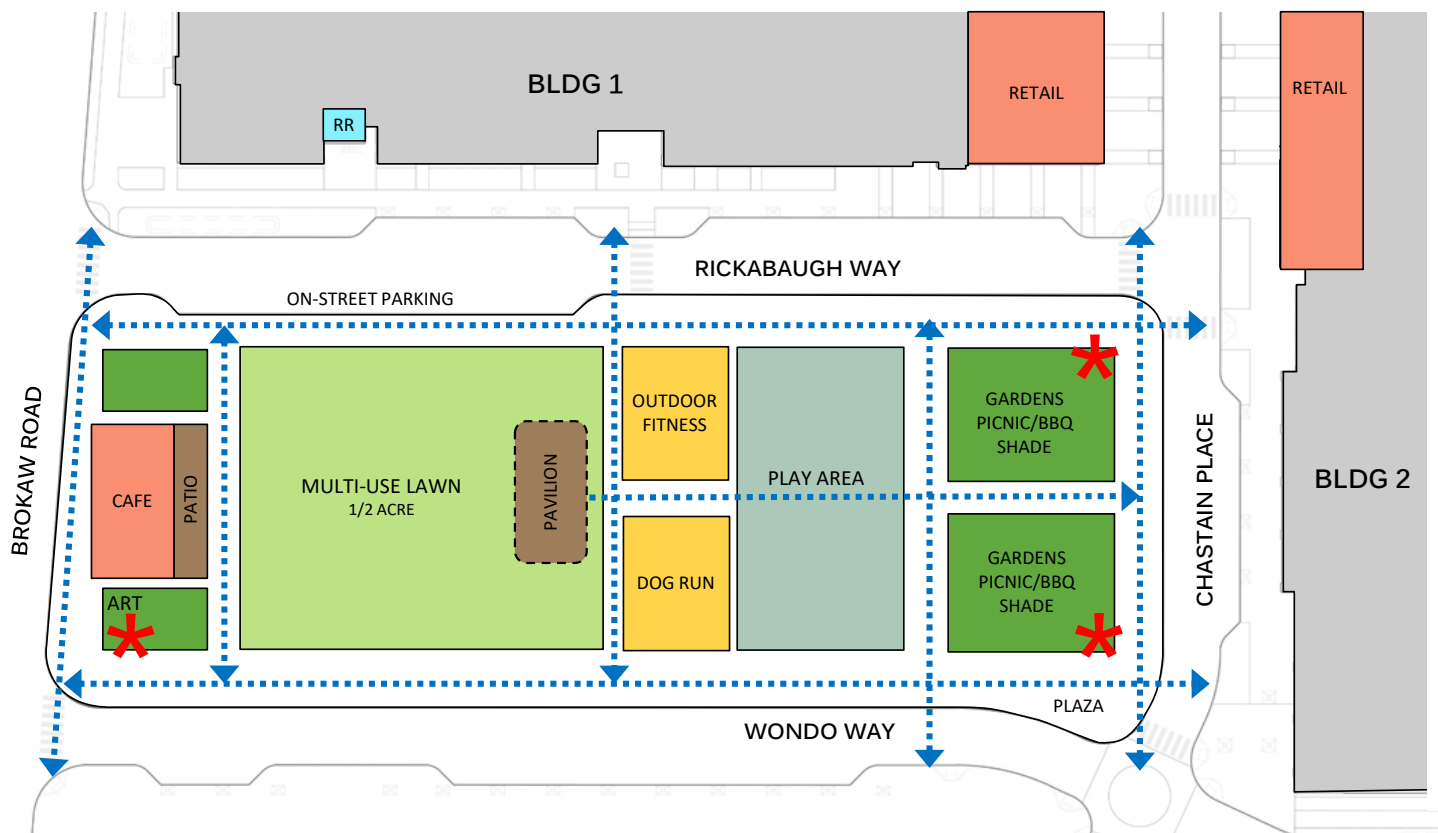 BLDG 1
RETAIL
RETAIL
RR
RICKABAUGH WAY
ON-STREET PARKING
BROKAW ROAD
CAFE
PATIO
ART
MULTI-USE LAWN
1/2 ACRE
PAVILION
OUTDOOR
FITNESS
DOG RUN
PLAY AREA
GARDENS
PICNIC/BBQ
SHADE
GARDENS
PICNIC/BBQ
SHADE
CHASTAIN PLACE
BLDG 2
PLAZA
WONDO WAY